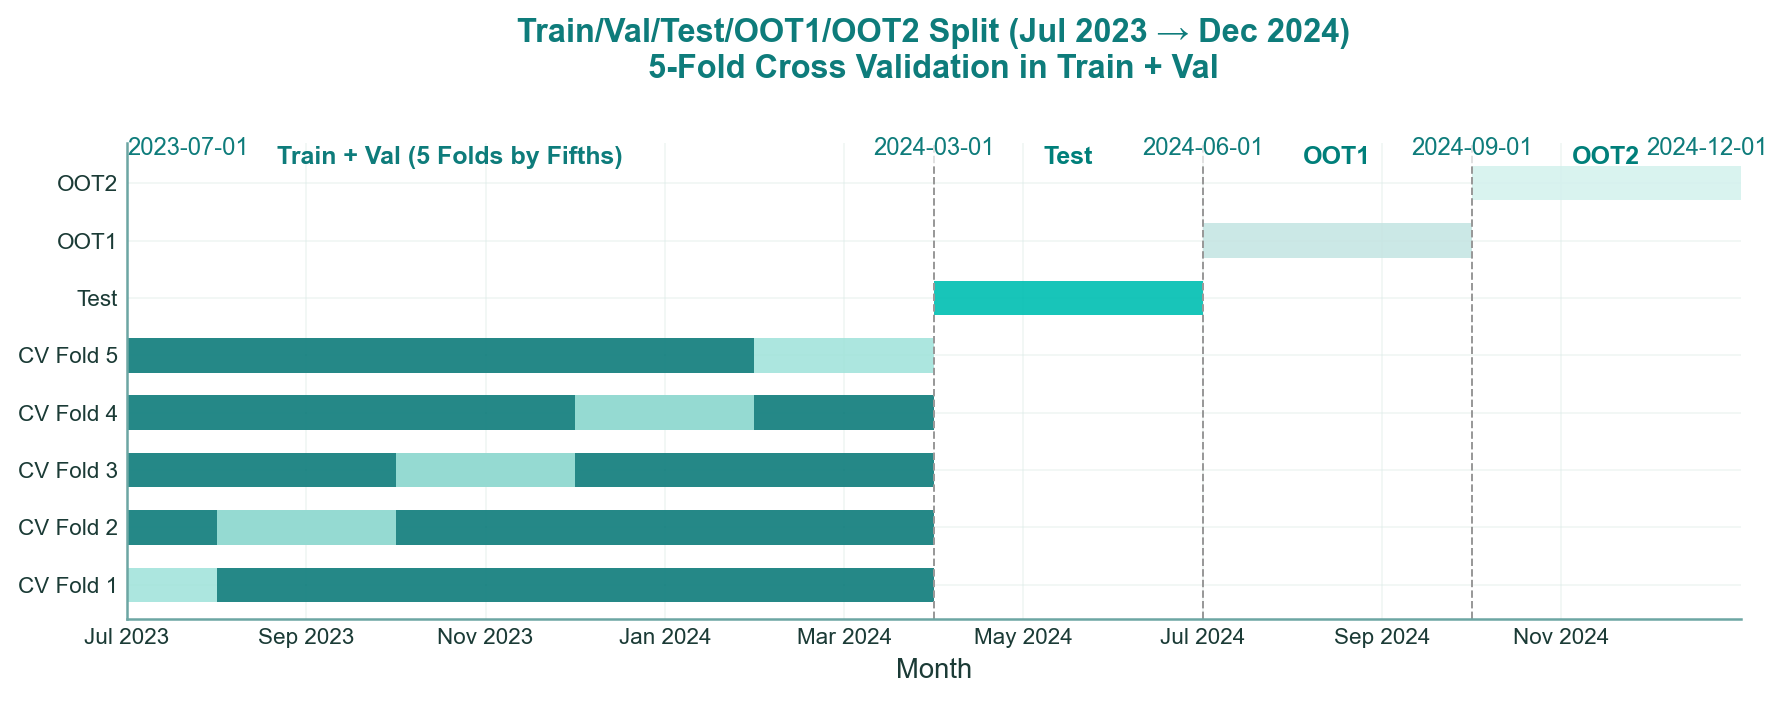 Train/Val/Test/OOT1/OOT2 Split (Jul 2023 → Dec 2024)
5-Fold Cross Validation in Train + Val
2023-07-01 Train + Val (5 Folds by Fifths) 2024-03-01 Test 2024-06-01 OOT1 2024-09-01 OOT2 2024-12-01
OOT2
OOT1
Test
CV Fold 5
CV Fold 4
CV Fold 3
CV Fold 2
CV Fold 1
Jul 2023 Sep 2023 Nov 2023 Jan 2024 Mar 2024 May 2024 Jul 2024 Sep 2024 Nov 2024
Month